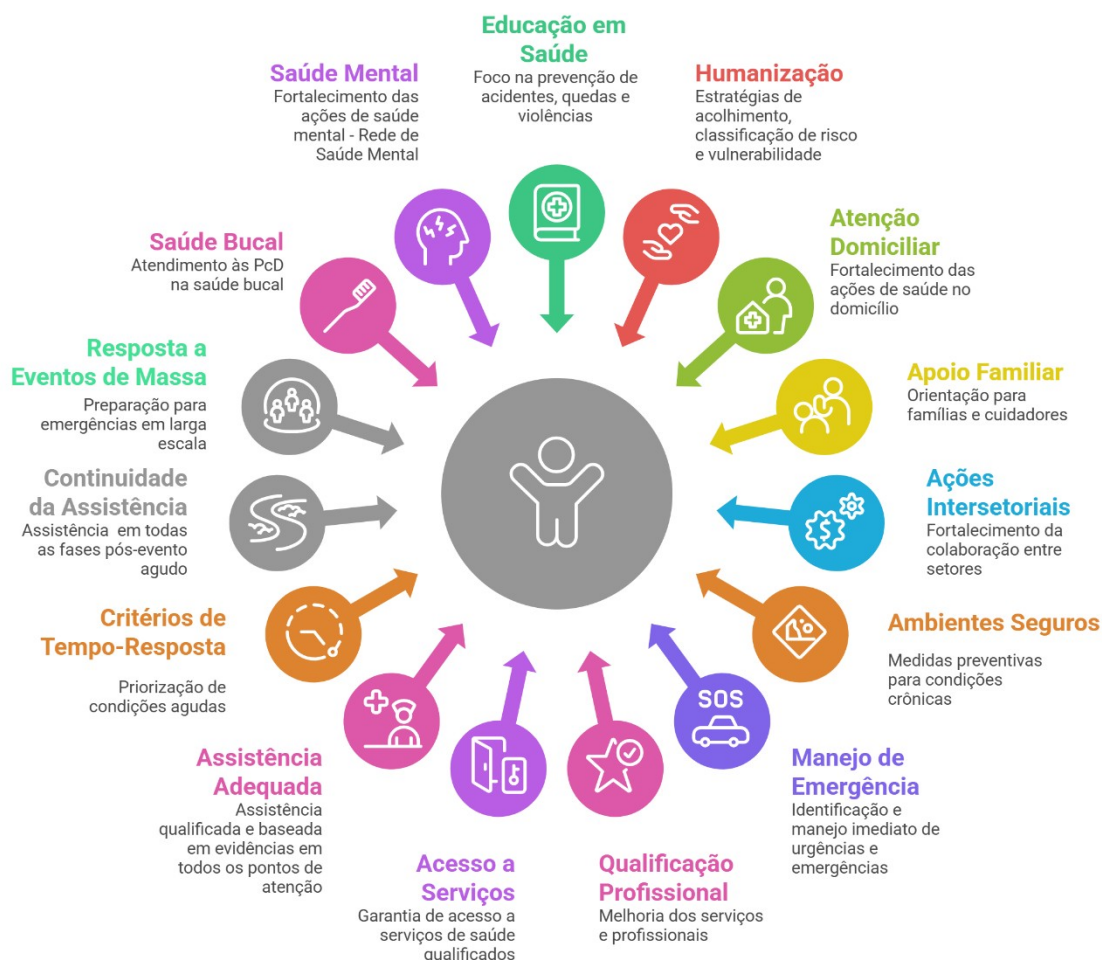 Educação em
Saúde
Foco na prevenção de
acidentes, quedas e
violências
Humanização
Estratégias de
acolhimento,
classificação de risco
e vulnerabilidade
Atenção
Domiciliar
Fortalecimento das
ações de saúde no
domicílio
Apoio Familiar
Orientação para
famílias e cuidadores
Ações
Intersetoriais
Fortalecimento da
colaboração entre
setores
Ambientes Seguros
Medidas preventivas
para condições
crônicas
SOS
Manejo de
Emergência
Identificação e
manejo imediato de
urgências e
emergências
Qualificação
Profissional
Melhoria dos serviços
e profissionais
Acesso a
Serviços
Garantia de acesso a
serviços de saúde
qualificados
Assistência
Adequada
Assistência
qualificada e baseada
em evidências em
todos os pontos de
atenção
Critérios de
Tempo-Resposta
Priorização de
condições agudas
Continuidade
da Assistência
Assistência em todas
as fases pós-evento
agudo
Resposta a
Eventos de Massa
Preparação para
emergências em larga
escala
Saúde Bucal
Atendimento às PcD
na saúde bucal
Saúde Mental
Fortalecimento das
ações de saúde
mental - Rede de
Saúde Mental